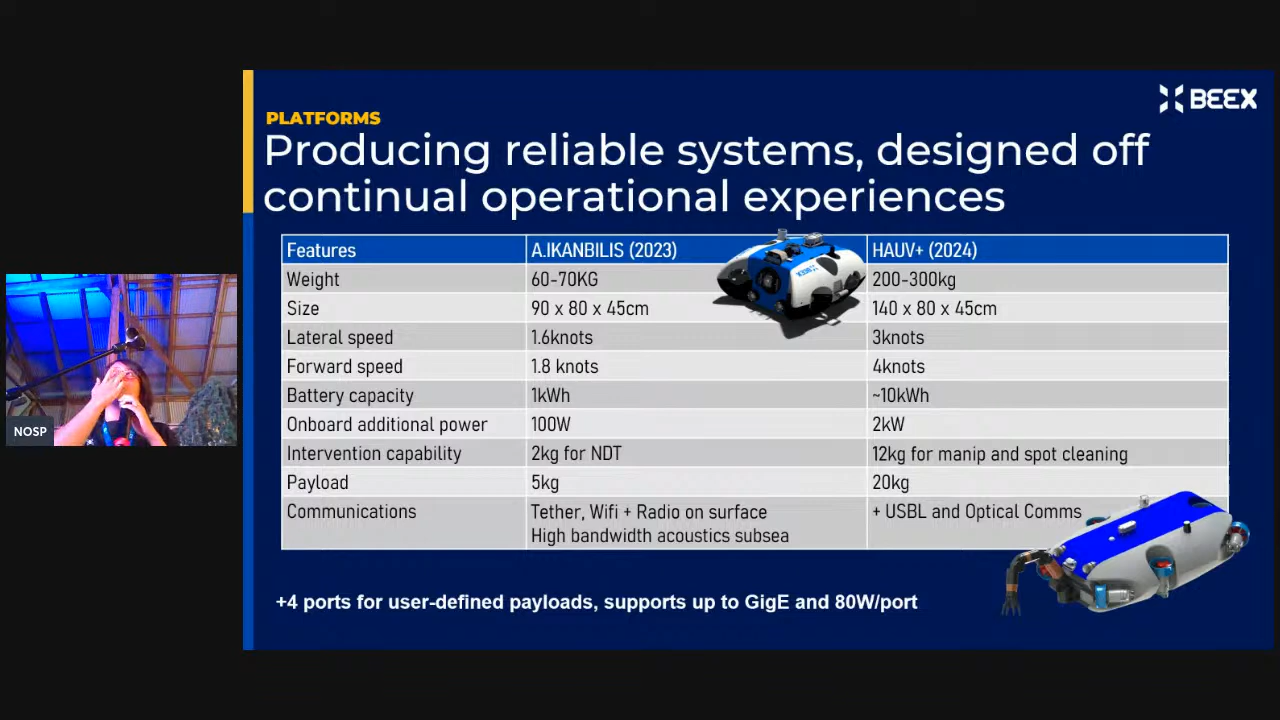 BEEX
PLATFORMS
Producing reliable systems, designed off
continual operational experiences
Features A.IKANBILIS (2023) HAUV+ (2024)
Weight 60-70KG 200-300kg
Size 90 x 80 x 45cm 140 x 80 x 45cm
Lateral speed 1.6knots 3knots
Forward speed 1.8 knots 4knots
Battery capacity 1kWh ~10kWh
Onboard additional power 100W 2kW
Intervention capability 2kg for NDT 12kg for manip and spot cleaning
Payload 5kg 20kg
Communications Tether, Wifi + Radio on surface + USBL and Optical Comms
High bandwidth acoustics subsea
+4 ports for user-defined payloads, supports up to GigE and 80W/port
NOSP